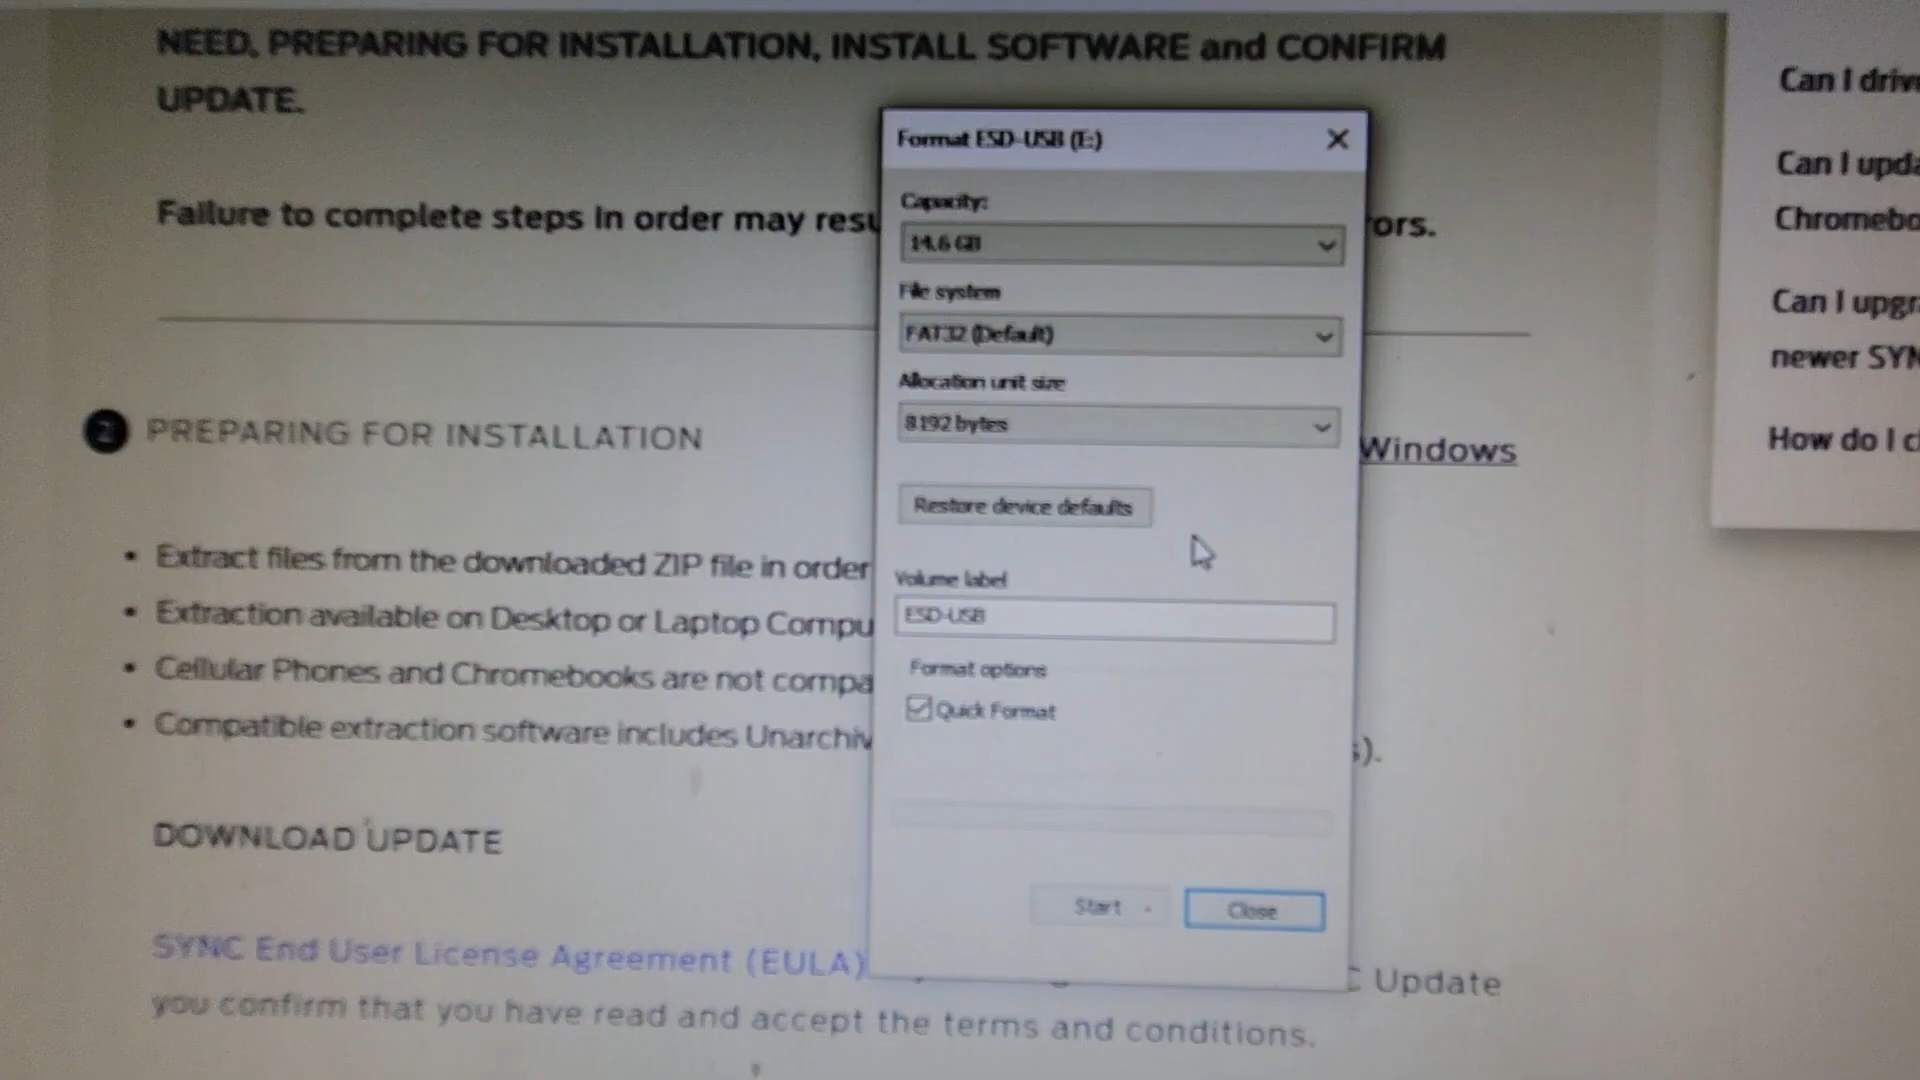 NEED, PREPARING FOR INSTALLATION, INSTALL SOFTWARE and CONFIRM
UPDATE.
Failure to complete steps in order may resu
ors.
2 PREPARING FOR INSTALLATION
Windows
• Extract files from the downloaded ZIP file in order
• Extraction available on Desktop or Laptop Compu
• Cellular Phones and Chromebooks are not compa
• Compatible extraction software includes Unarchiv
s).
DOWNLOAD UPDATE
SYNC End User License Agreement (EULA)
C Update
you confirm that you have read and accept the terms and conditions.
Format ESD-USB (E:)
Capacity:
14.6 GB
File system
FAT32 (Default)
Allocation unit size
8192 bytes
Restore device defaults
Volume label
ESD-USB
Format options
Quick Format
Start
Close
Can I drive
Can I upda
Chromebo
Can I upgra
newer SYN
How do I c